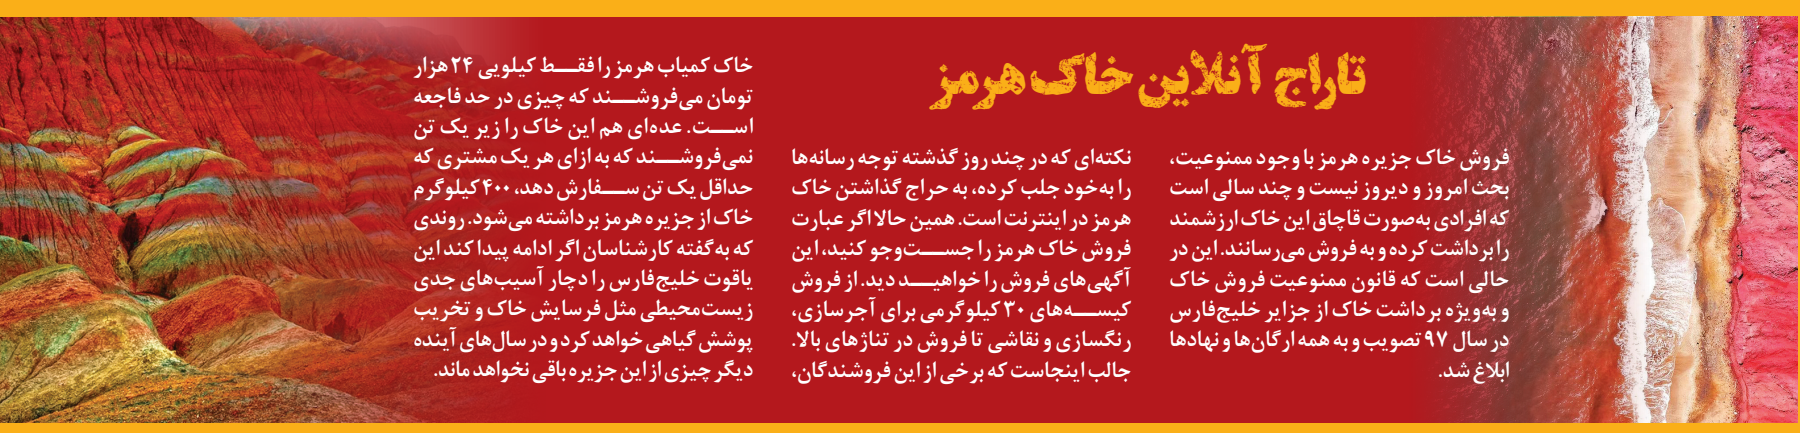 تاراج آنلاین خاک هرمز
فروش خاک جزیره هرمز با وجود ممنوعیت،
بحث امروز و دیروز نیست و چند سالی است
که افرادی به‌صورت قاچاق این خاک ارزشمند
را برداشت کرده و به فروش می‌رسانند. این در
حالی است که قانون ممنوعیت فروش خاک
و به‌ویژه برداشت خاک از جزایر خلیج‌فارس
در سال ۹۷ تصویب و به همه ارگان‌ها و نهادها
ابلاغ شد.
نکته‌ای که در چند روز گذشته توجه رسانه‌ها
را به‌خود جلب کرده، به حراج گذاشتن خاک
هرمز در اینترنت است. همین حالا اگر عبارت
فروش خاک هرمز را جست‌وجو کنید، این
آگهی‌های فروش را خواهید دید. از فروش
کیسه‌های ۳۰ کیلوگرمی برای آجرسازی،
رنگسازی و نقاشی تا فروش در تناژهای بالا.
جالب اینجاست که برخی از این فروشندگان،
خاک کمیاب هرمز را فقط کیلویی ۲۴ هزار
تومان می‌فروشند که چیزی در حد فاجعه
است. عده‌ای هم این خاک را زیر یک تن
نمی‌فروشند که به ازای هر یک مشتری که
حداقل یک تن سفارش دهد، ۴۰۰ کیلوگرم
خاک از جزیره هرمز برداشته می‌شود. روندی
که به‌گفته کارشناسان اگر ادامه پیدا کند این
یاقوت خلیج‌فارس را دچار آسیب‌های جدی
زیست‌محیطی مثل فرسایش خاک و تخریب
پوشش گیاهی خواهد کرد و در سال‌های آینده
دیگر چیزی از این جزیره باقی نخواهد ماند.